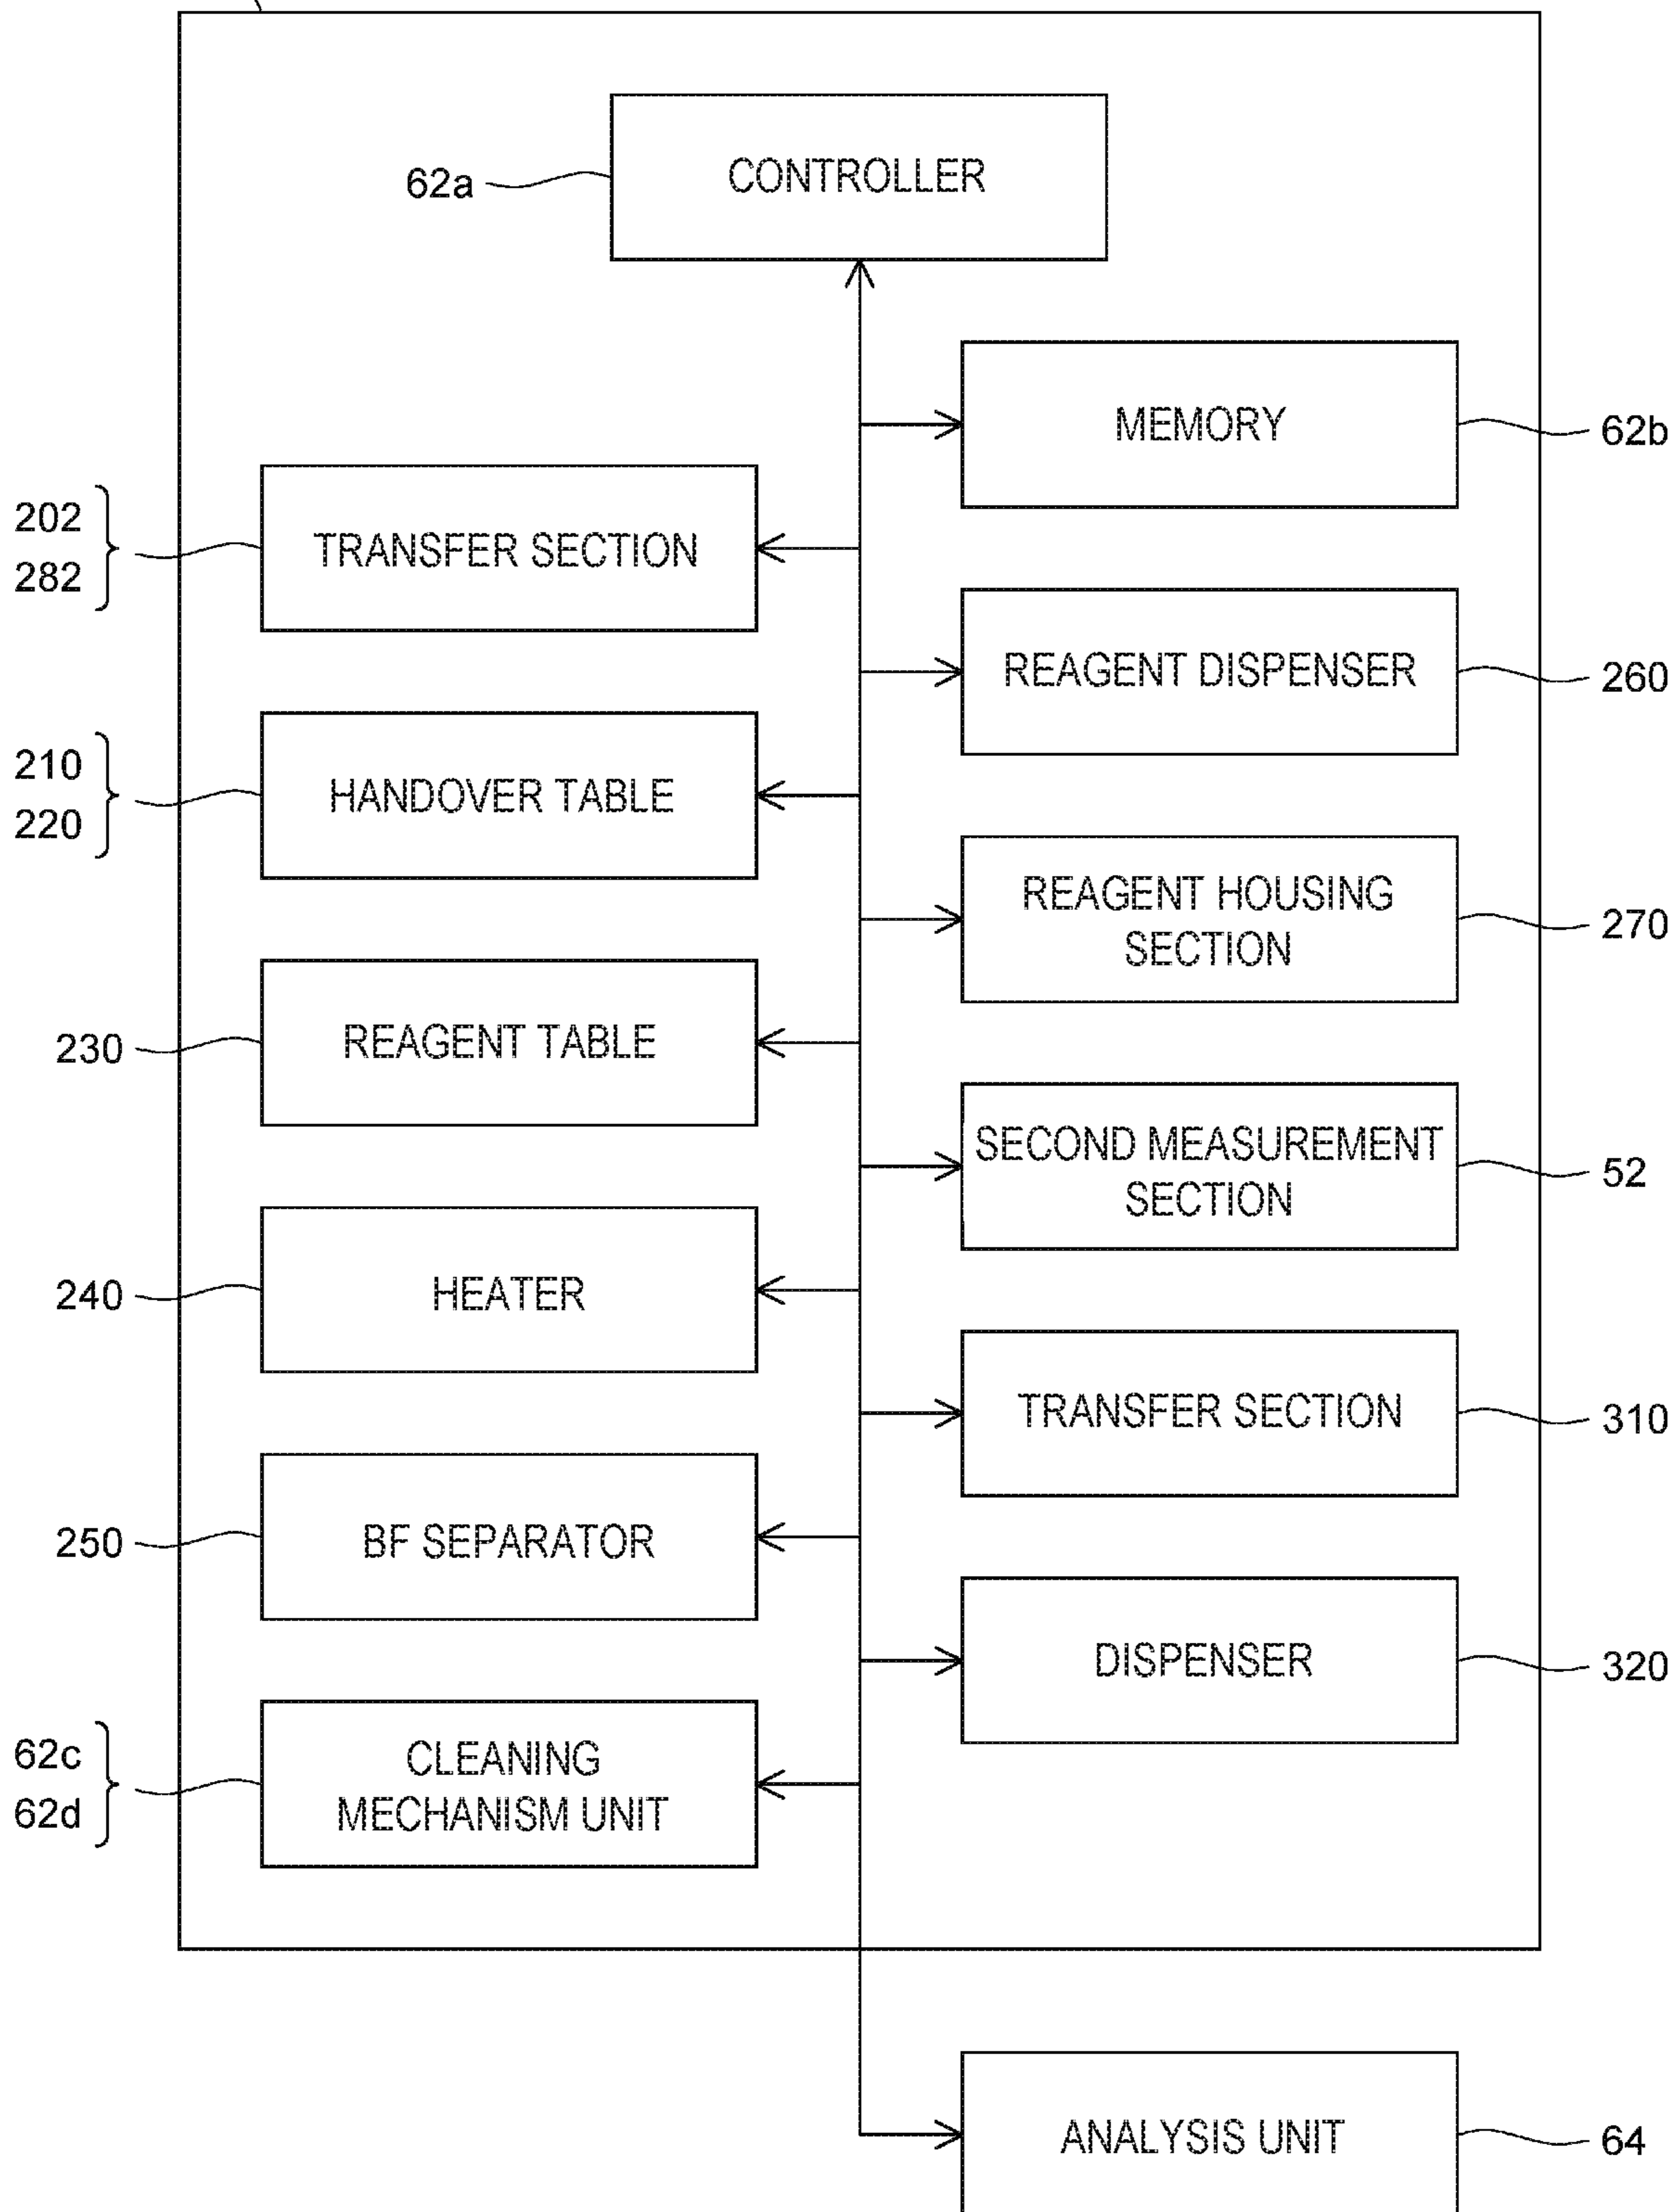 CONTROLLER
62a
MEMORY
62b
202
282
TRANSFER SECTION
REAGENT DISPENSER
260
210
220
HANDOVER TABLE
REAGENT HOUSING
SECTION
270
230
REAGENT TABLE
SECOND MEASUREMENT
SECTION
52
240
HEATER
TRANSFER SECTION
310
250
BF SEPARATOR
DISPENSER
320
62c
62d
CLEANING
MECHANISM UNIT
ANALYSIS UNIT
64